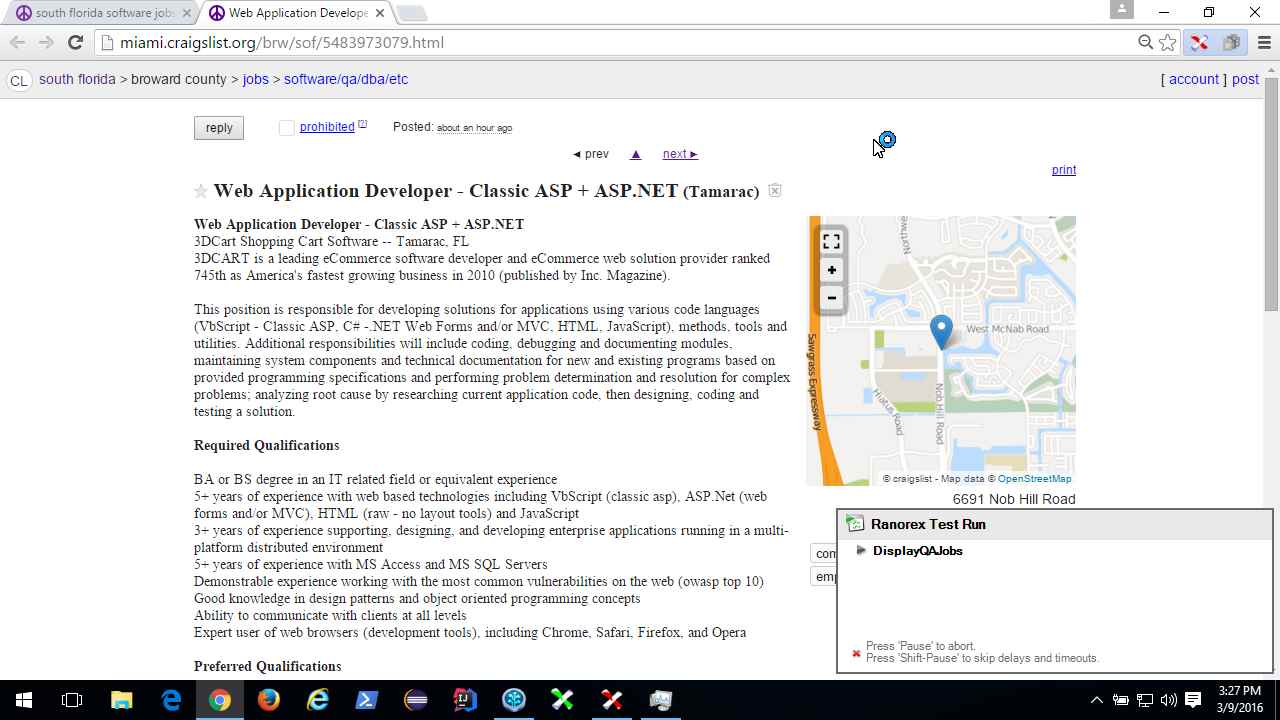 south florida software jobs
Web Application Develope
miami.craigslist.org/brw/sof/5483973079.html
CL south florida > broward county > jobs > software/qa/dba/etc
[ account ] post
reply
prohibited [?]
Posted: about an hour ago
◄ prev ▲ next ►
print
Web Application Developer - Classic ASP + ASP.NET (Tamarac)
Web Application Developer - Classic ASP + ASP.NET
3DCart Shopping Cart Software -- Tamarac, FL
3DCART is a leading eCommerce software developer and eCommerce web solution provider ranked
745th as America's fastest growing business in 2010 (published by Inc. Magazine).
This position is responsible for developing solutions for applications using various code languages
(VbScript - Classic ASP, C# -.NET Web Forms and/or MVC, HTML, JavaScript), methods, tools and
utilities. Additional responsibilities will include coding, debugging and documenting modules,
maintaining system components and technical documentation for new and existing programs based on
provided programming specifications and performing problem determination and resolution for complex
problems; analyzing root cause by researching current application code, then designing, coding and
testing a solution.
Required Qualifications
BA or BS degree in an IT related field or equivalent experience
5+ years of experience with web based technologies including VbScript (classic asp), ASP.Net (web
forms and/or MVC), HTML (raw - no layout tools) and JavaScript
3+ years of experience supporting, designing, and developing enterprise applications running in a multi-
platform distributed environment
5+ years of experience with MS Access and MS SQL Servers
Demonstrable experience working with the most common vulnerabilities on the web (owasp top 10)
Good knowledge in design patterns and object oriented programming concepts
Ability to communicate with clients at all levels
Expert user of web browsers (development tools), including Chrome, Safari, Firefox, and Opera
Preferred Qualifications
West McNab Road
Sawgrass Expressway
Hiatus Road
Nob Hill Road
© craigslist - Map data © OpenStreetMap
6691 Nob Hill Road
com
emp
Ranorex Test Run
DisplayQAJobs
Press 'Pause' to abort.
Press 'Shift-Pause' to skip delays and timeouts.
3:27 PM
3/9/2016